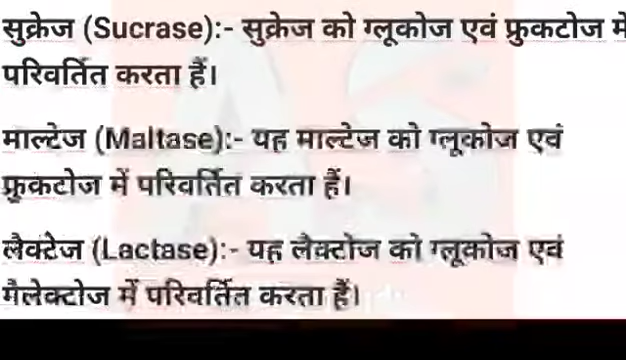 सुक्रेज (Sucrase):- सुक्रेज को ग्लूकोज एवं फ्रुकटोज में
परिवर्तित करता हैं।
माल्टेज (Maltase):- यह माल्टेज को ग्लूकोज एवं
फ्रुकटोज में परिवर्तित करता हैं।
लैक्टेज (Lactase):- यह लैक्टोज को ग्लूकोज एवं
गैलेक्टोज में परिवर्तित करता हैं।